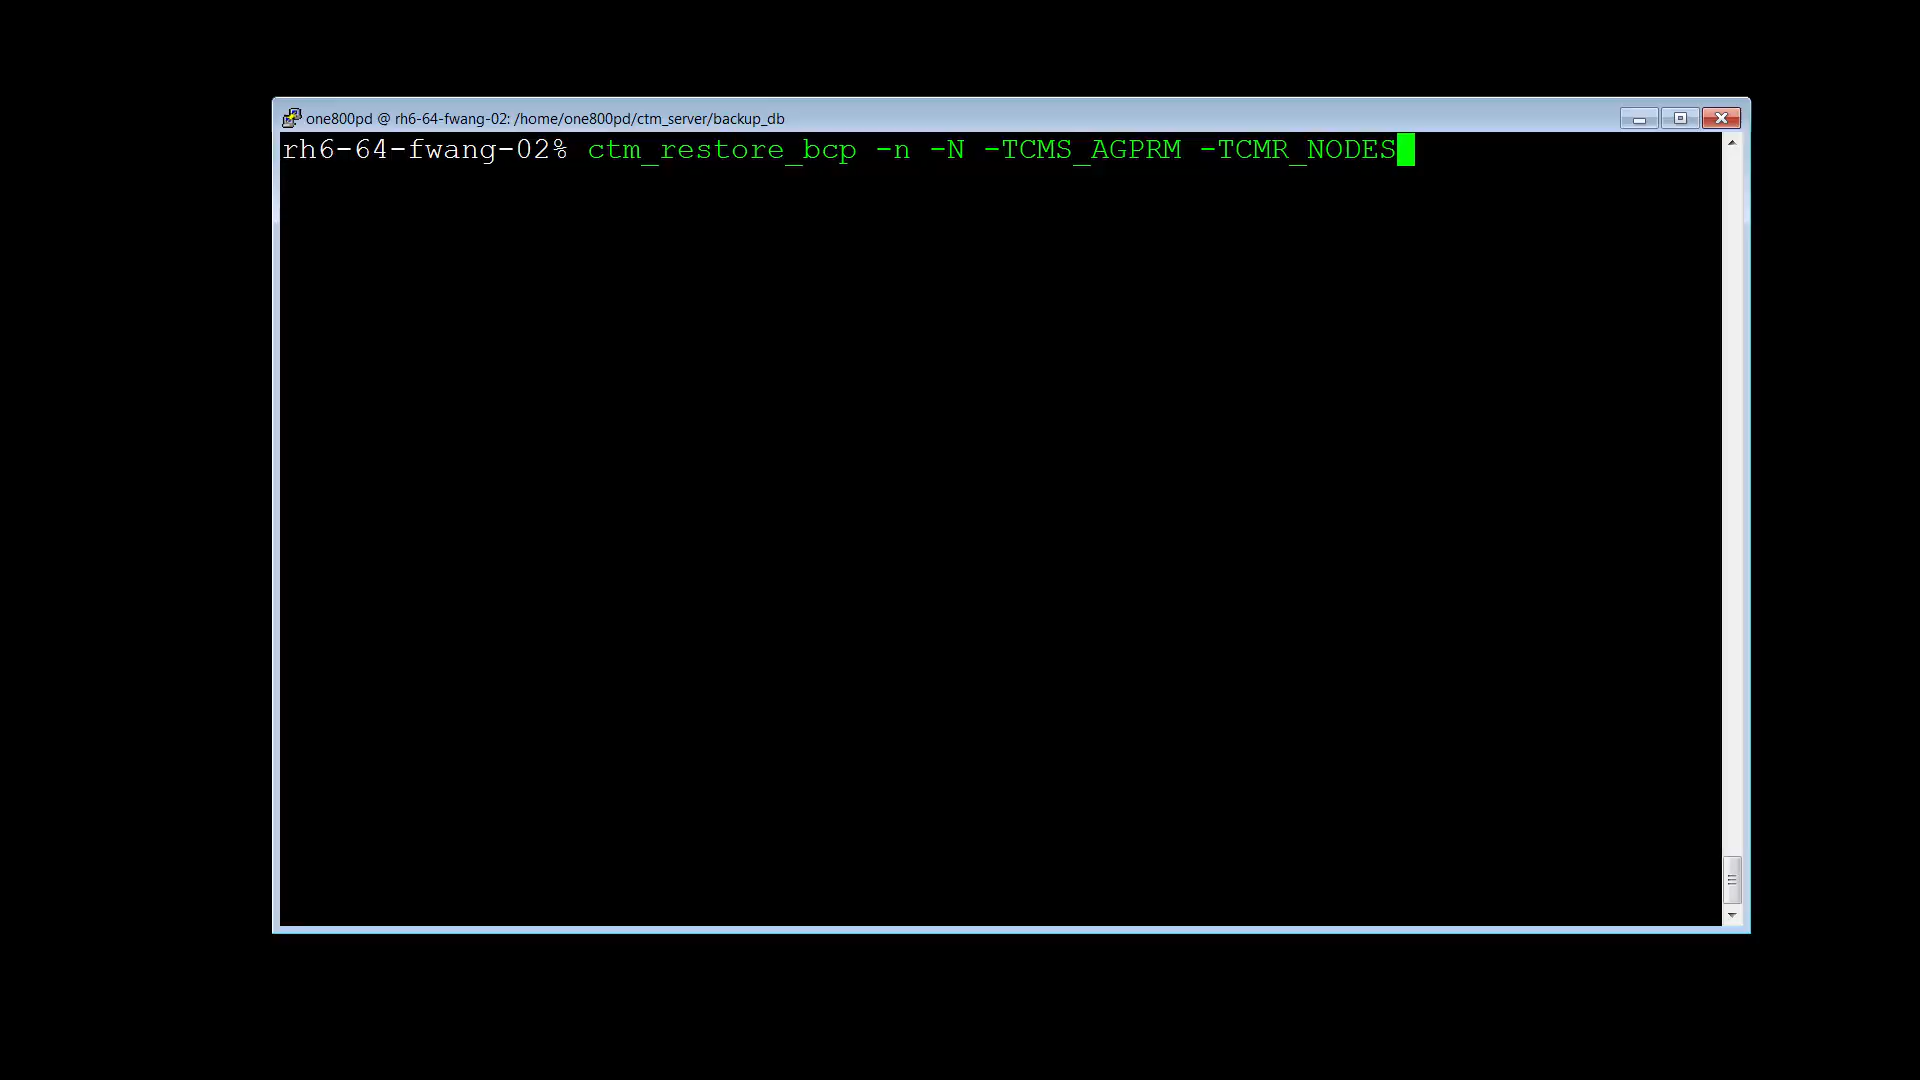 one800pd @ rh6-64-fwang-02: /home/one800pd/ctm_server/backup_db
rh6-64-fwang-02% ctm_restore_bcp -n -N -TCMS_AGPRM -TCMR_NODES